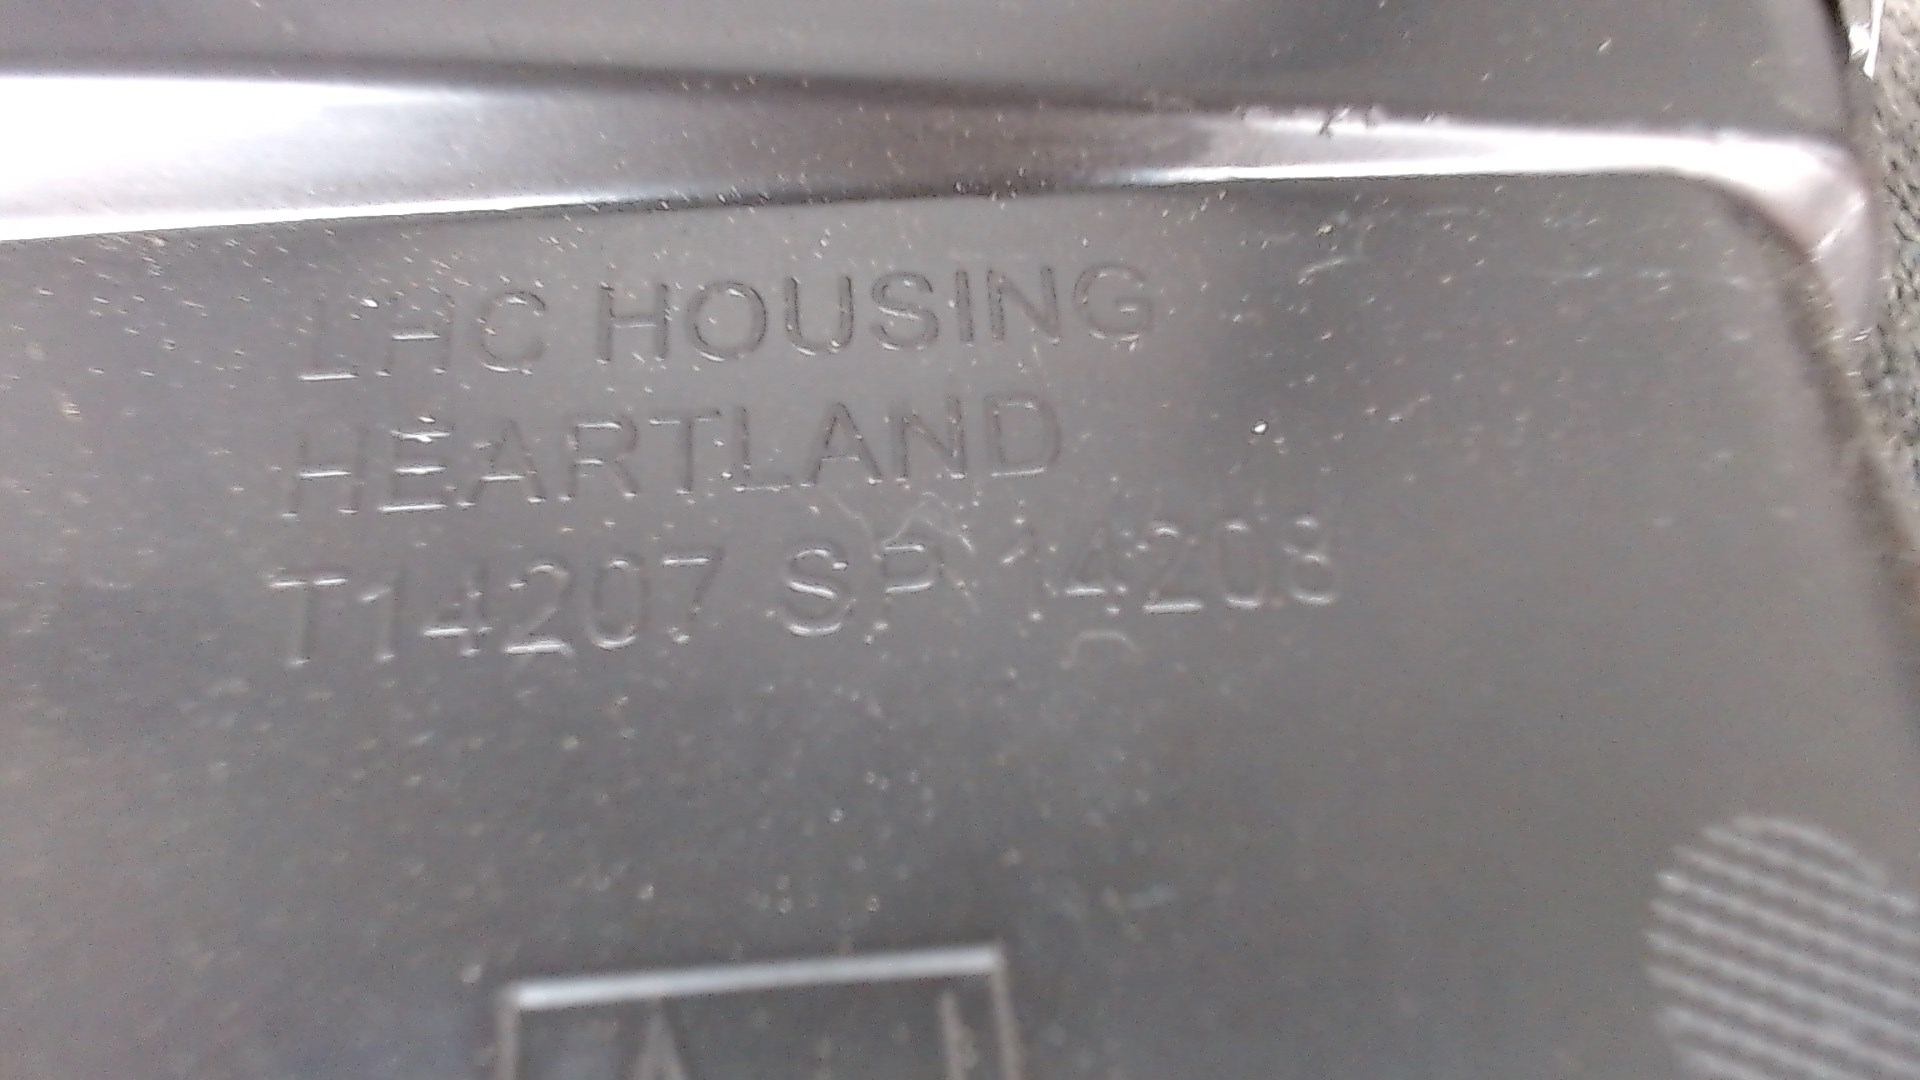 LHC HOUSING
HEARTLAND
T14207 SP 14208